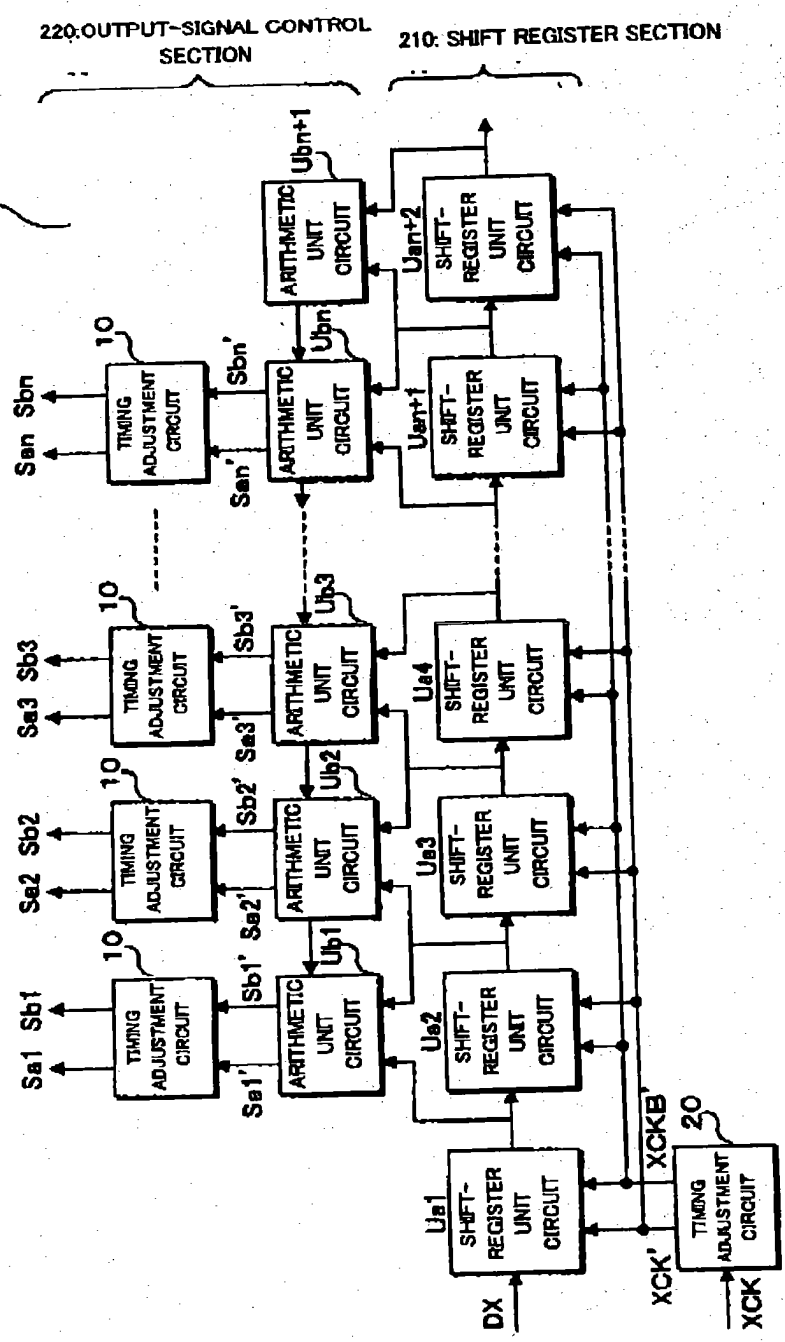 220:OUTPUT-SIGNAL CONTROL
SECTION
210: SHIFT REGISTER SECTION
Ubn+1
ARITHMETIC
UNIT
CIRCUIT
Uan+2
SHIFT-
REGISTER
UNIT
CIRCUIT
San Sbn
10
TIMING
ADJUSTMENT
CIRCUIT
San' Sbn'
Ubn
ARITHMETIC
UNIT
CIRCUIT
Uan+1
SHIFT-
REGISTER
UNIT
CIRCUIT
Sa3 Sb3
10
TIMING
ADJUSTMENT
CIRCUIT
Sa3' Sb3'
Ub3
ARITHMETIC
UNIT
CIRCUIT
Ua4
SHIFT-
REGISTER
UNIT
CIRCUIT
Sa2 Sb2
10
TIMING
ADJUSTMENT
CIRCUIT
Sa2' Sb2'
Ub2
ARITHMETIC
UNIT
CIRCUIT
Ua3
SHIFT-
REGISTER
UNIT
CIRCUIT
Sa1 Sb1
10
TIMING
ADJUSTMENT
CIRCUIT
Sa1' Sb1'
Ub1
ARITHMETIC
UNIT
CIRCUIT
Ua2
SHIFT-
REGISTER
UNIT
CIRCUIT
Ua1
SHIFT-
REGISTER
UNIT
CIRCUIT
DX
XCK' XCKB'
20
TIMING
ADJUSTMENT
CIRCUIT
XCK